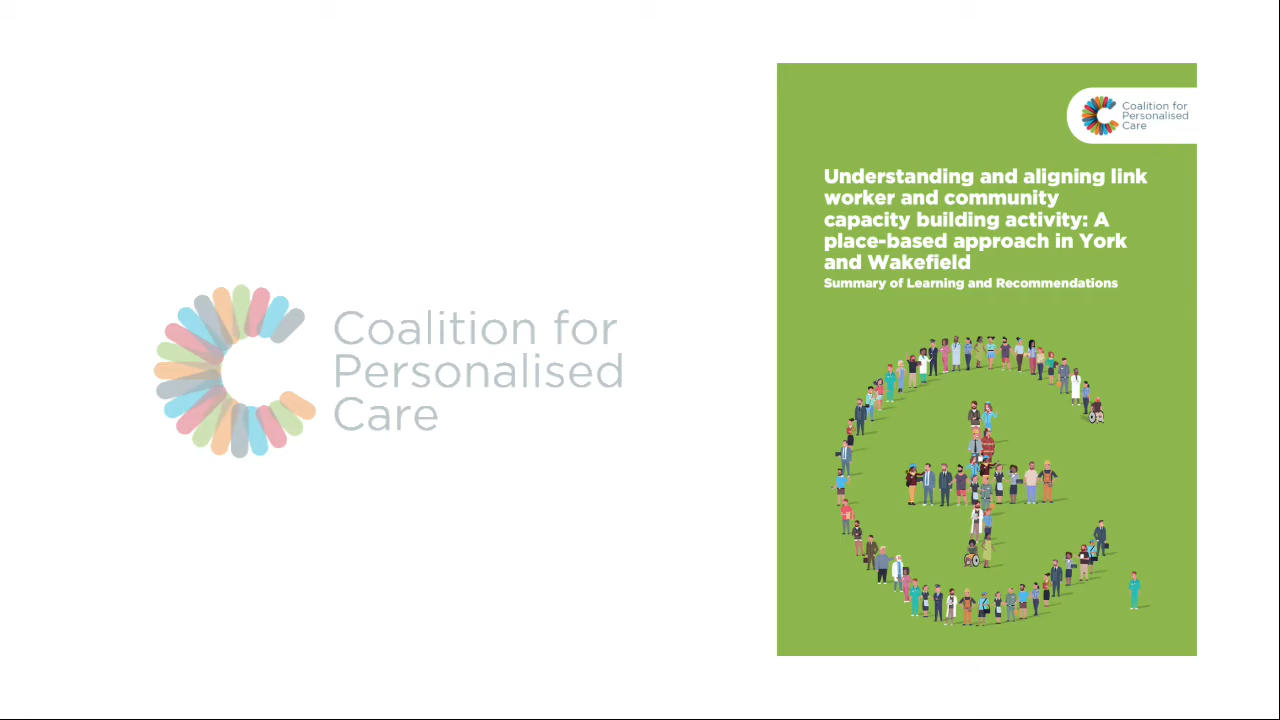 Coalition for
Personalised
Care
Coalition for
Personalised
Care
Understanding and aligning link
worker and community
capacity building activity: A
place-based approach in York
and Wakefield
Summary of Learning and Recommendations